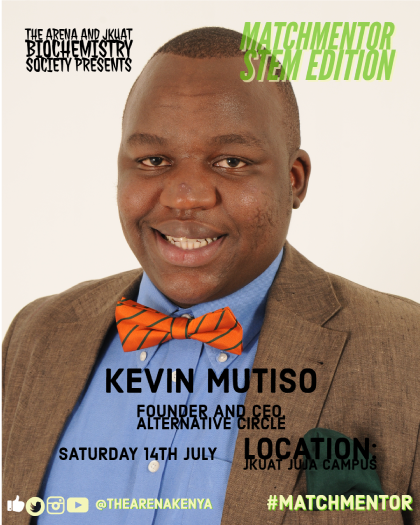 THE ARENA AND JKUAT
BIOCHEMISTRY
SOCIETY PRESENTS
MATCHMENTOR
STEM EDITION
KEVIN MUTISO
FOUNDER AND CEO,
ALTERNATIVE CIRCLE
SATURDAY 14TH JULY
LOCATION:
JKUAT JUJA CAMPUS
@THEARENAKENYA
#MATCHMENTOR